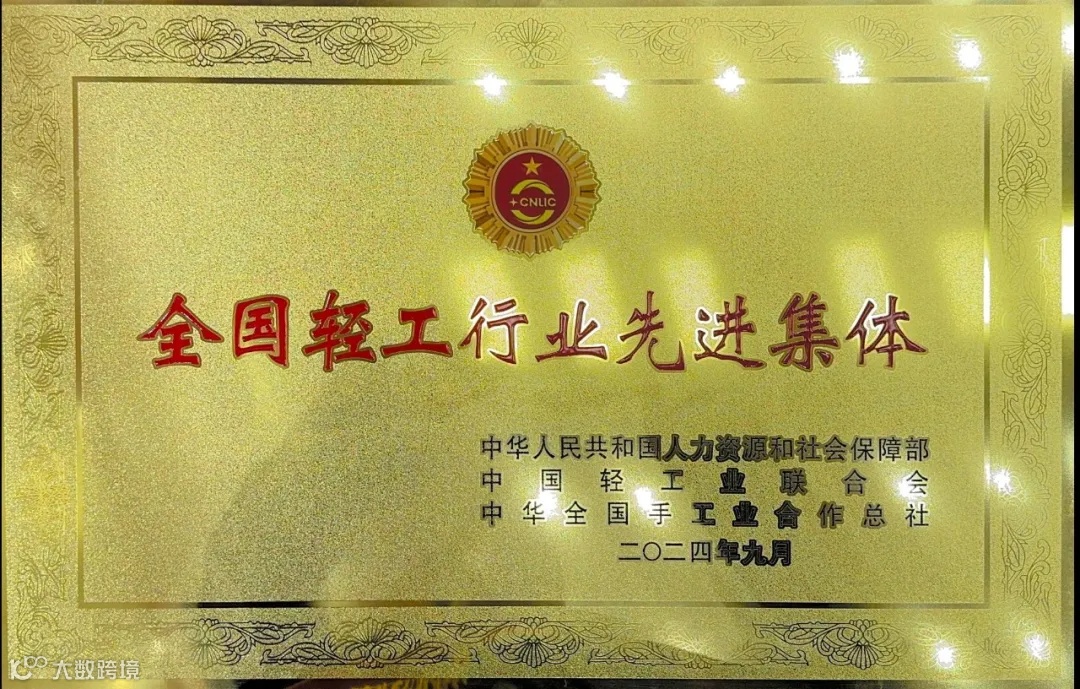 CNLIC
全国轻工行业先进集体
中华人民共和国人力资源和社会保障部
中国轻工业联合会
中华全国手工业合作总社
二〇二四年九月
大数跨境